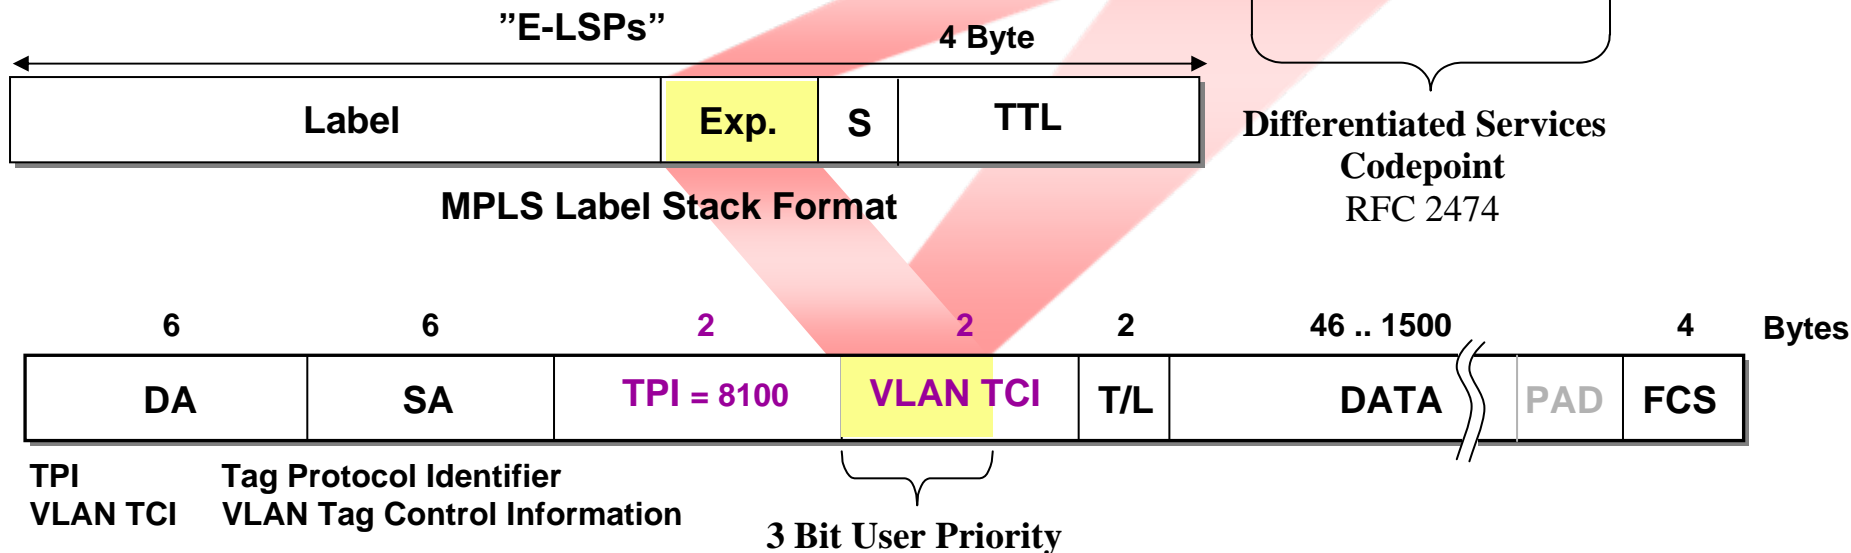 ”E-LSPs”
4 Byte
Label Exp. S TTL
Differentiated Services
Codepoint
RFC 2474
MPLS Label Stack Format
6 6 2 2 2 46 .. 1500 4 Bytes
DA SA TPI = 8100 VLAN TCI T/L DATA PAD FCS
TPI Tag Protocol Identifier
VLAN TCI VLAN Tag Control Information
3 Bit User Priority